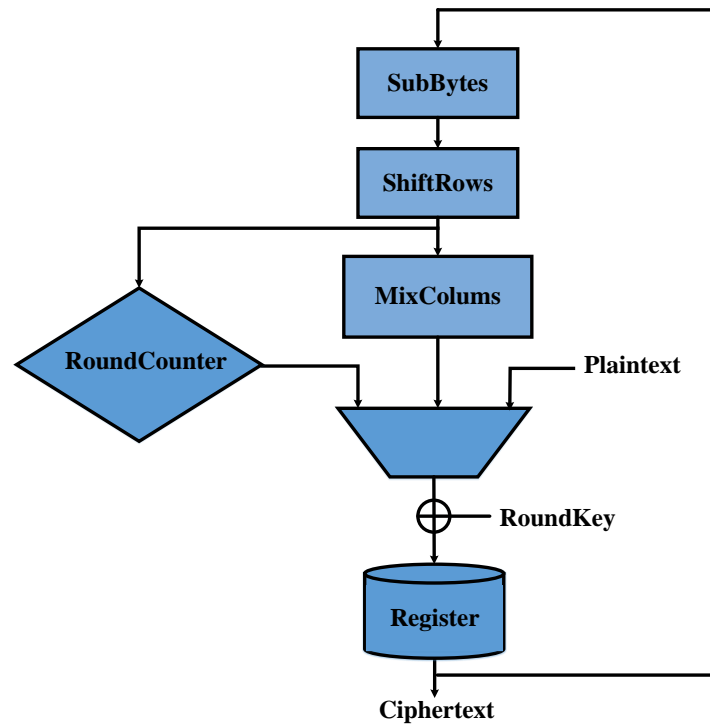 SubBytes
ShiftRows
MixColums
RoundCounter
Plaintext
RoundKey
Register
Ciphertext